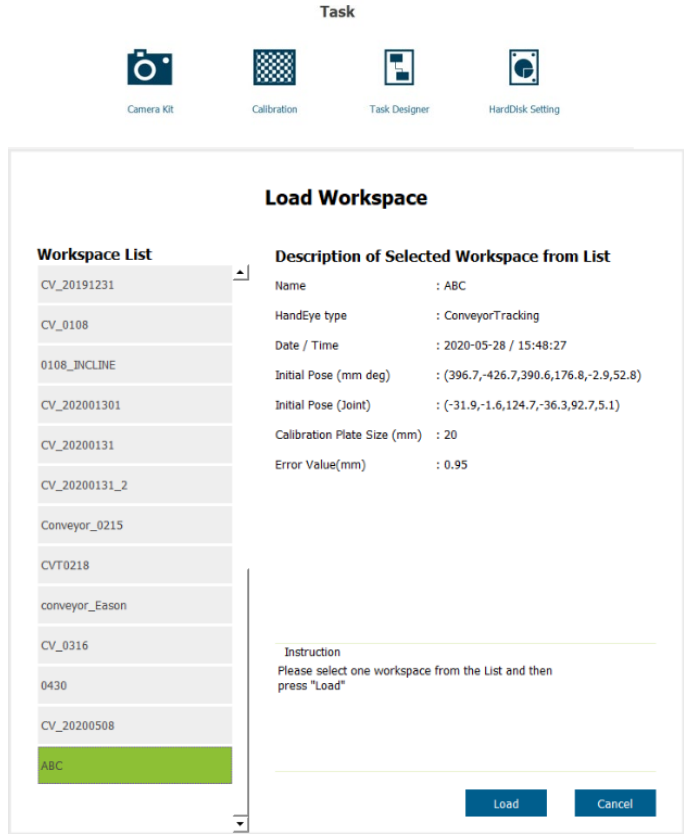 Task
Camera Kit
Calibration
Task Designer
HardDisk Setting
Load Workspace
Workspace List
CV_20191231
CV_0108
0108_INCLINE
CV_202001301
CV_20200131
CV_20200131_2
Conveyor_0215
CVT0218
conveyor_Eason
CV_0316
0430
CV_20200508
ABC
Description of Selected Workspace from List
Name : ABC
HandEye type : ConveyorTracking
Date / Time : 2020-05-28 / 15:48:27
Initial Pose (mm deg) : (396.7,-426.7,390.6,176.8,-2.9,52.8)
Initial Pose (Joint) : (-31.9,-1.6,124.7,-36.3,92.7,5.1)
Calibration Plate Size (mm) : 20
Error Value(mm) : 0.95
Instruction
Please select one workspace from the List and then
press "Load"
Load
Cancel